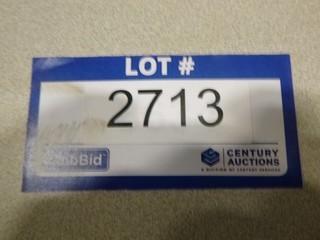 LOT #
2713
CENTURY
AUCTIONS
A DIVISION OF CENTURY SERVICES